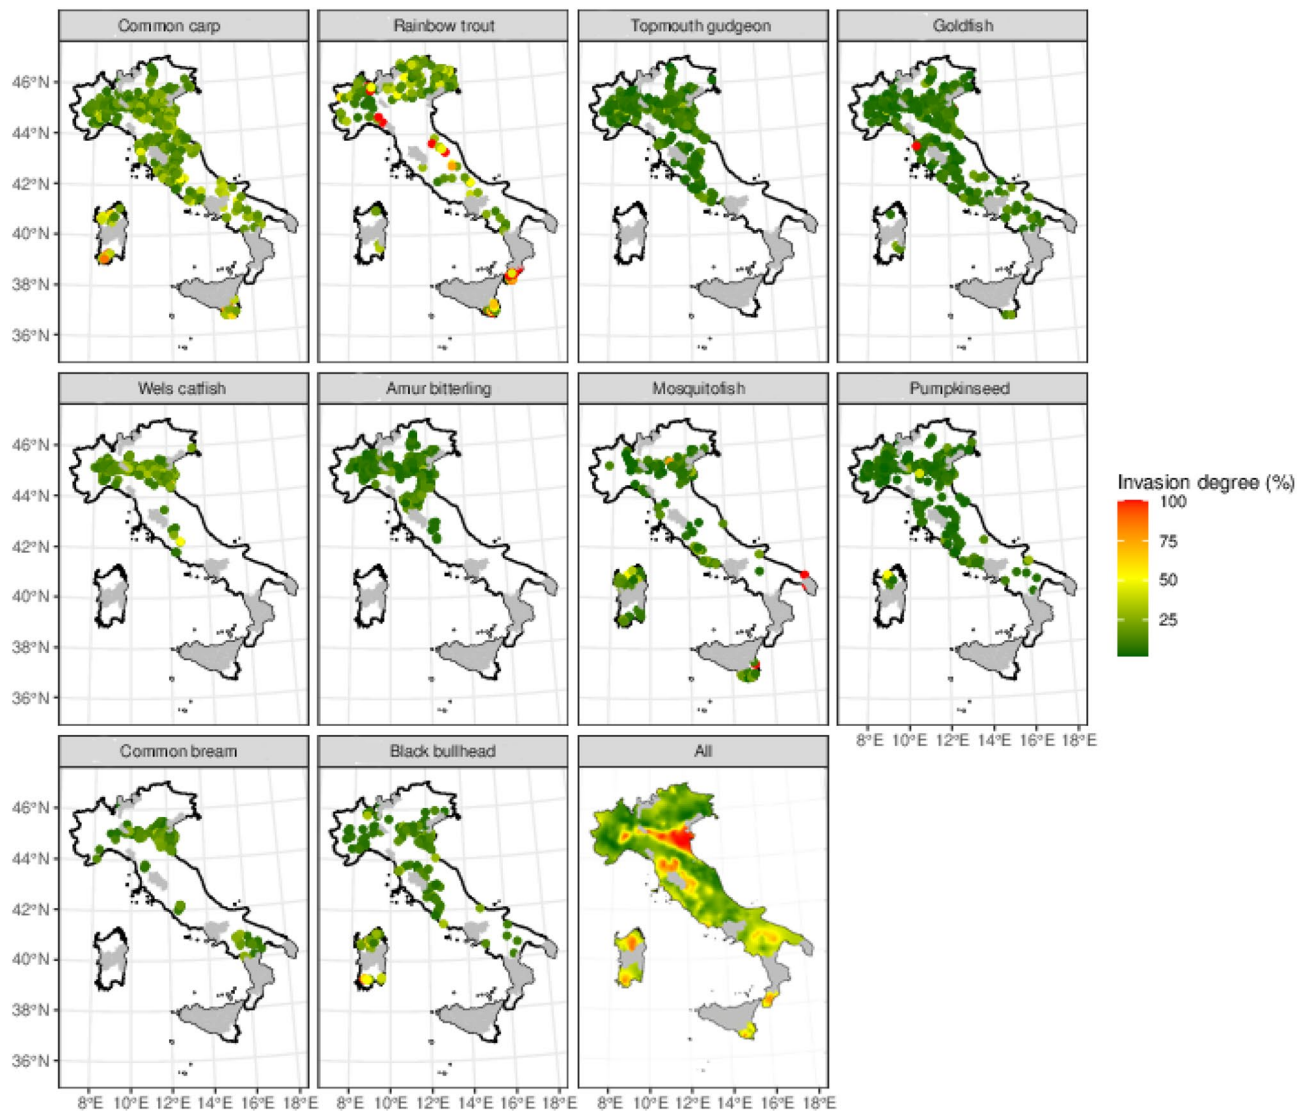 Common carp
Rainbow trout
Topmouth gudgeon
Goldfish
46°N
44°N
42°N
40°N
38°N
36°N
Wels catfish
Amur bitterling
Mosquitofish
Pumpkinseed
46°N
44°N
42°N
40°N
38°N
36°N
8°E 10°E 12°E 14°E 16°E 18°E
Invasion degree (%)
100
75
50
25
Common bream
Black bullhead
All
46°N
44°N
42°N
40°N
38°N
36°N
8°E 10°E 12°E 14°E 16°E 18°E
8°E 10°E 12°E 14°E 16°E 18°E
8°E 10°E 12°E 14°E 16°E 18°E